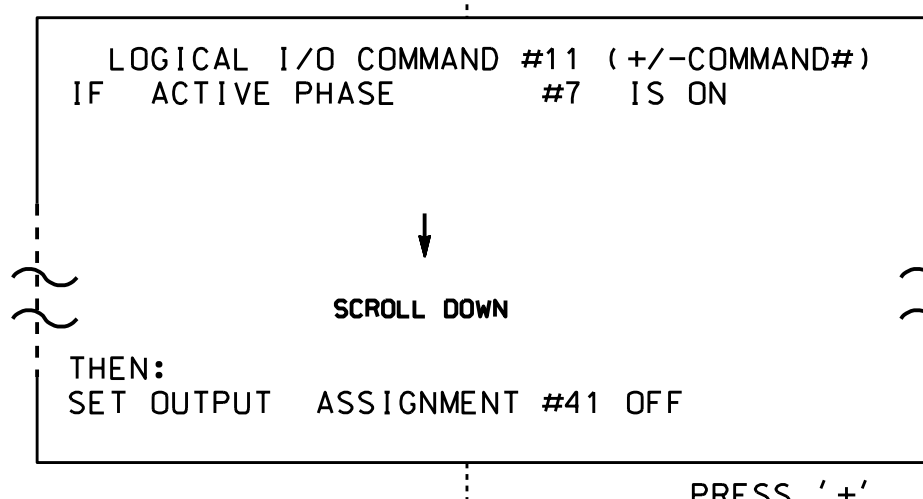 LOGICAL I/O COMMAND #11 (+/-COMMAND#)
IF ACTIVE PHASE #7 IS ON
SCROLL DOWN
THEN:
SET OUTPUT ASSIGNMENT #41 OFF
PRESS '+'